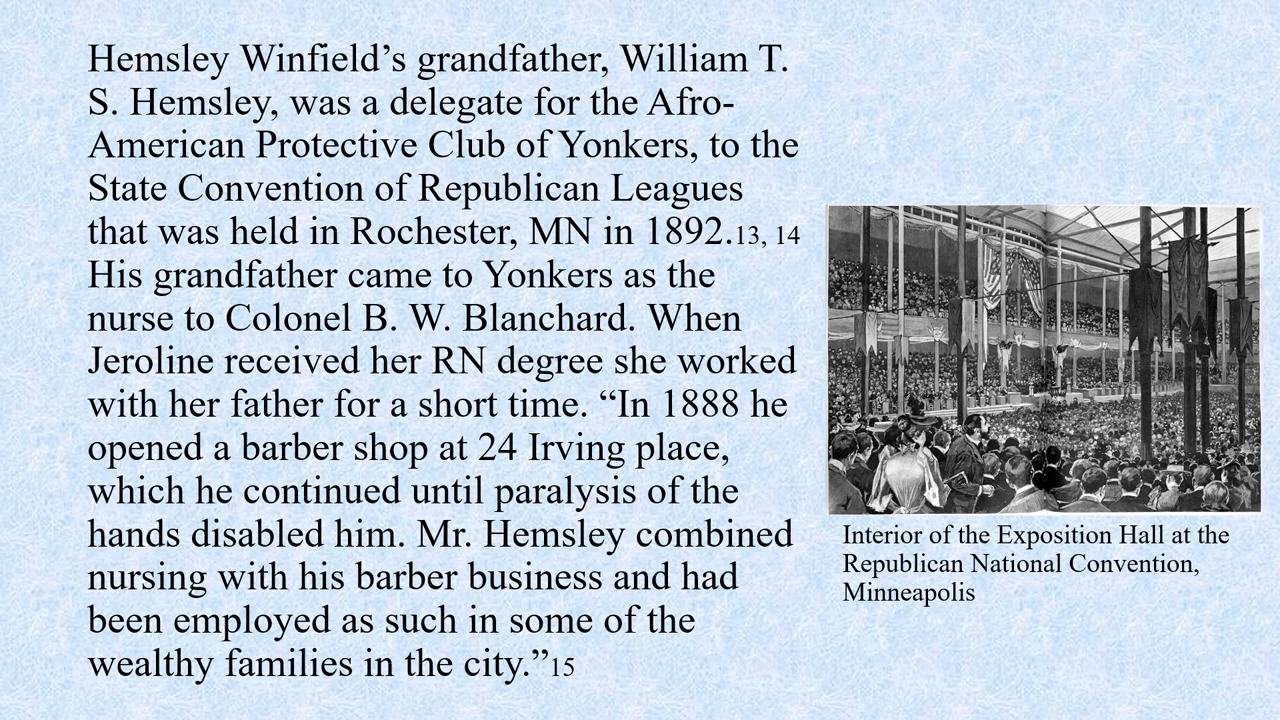 Hemsley Winfield’s grandfather, William T.
S. Hemsley, was a delegate for the Afro-
American Protective Club of Yonkers, to the
State Convention of Republican Leagues
that was held in Rochester, MN in 1892.13, 14
His grandfather came to Yonkers as the
nurse to Colonel B. W. Blanchard. When
Jeroline received her RN degree she worked
with her father for a short time. “In 1888 he
opened a barber shop at 24 Irving place,
which he continued until paralysis of the
hands disabled him. Mr. Hemsley combined
nursing with his barber business and had
been employed as such in some of the
wealthy families in the city.”15
Interior of the Exposition Hall at the
Republican National Convention,
Minneapolis